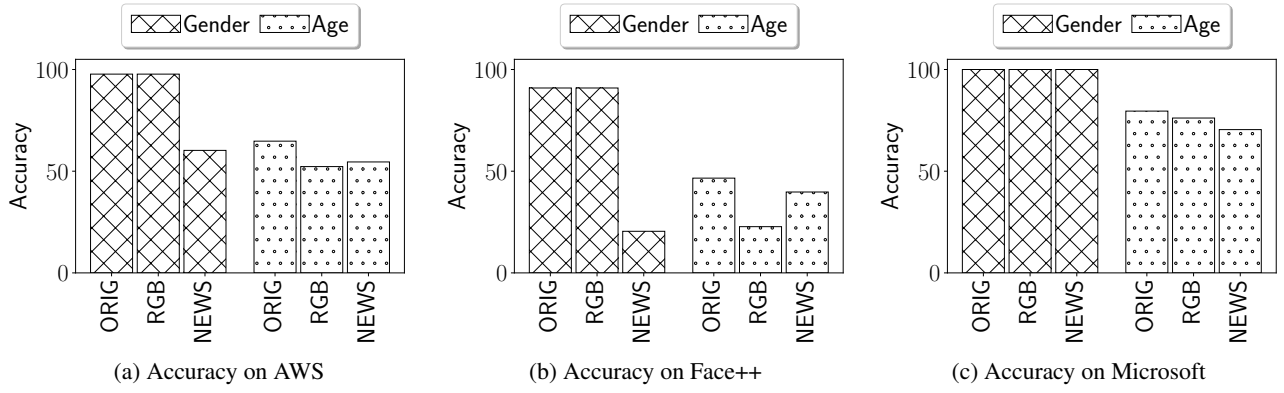 Gender Age
Accuracy
100
50
0
ORIG RGB NEWS ORIG RGB NEWS
(a) Accuracy on AWS
Gender Age
Accuracy
100
50
0
ORIG RGB NEWS ORIG RGB NEWS
(b) Accuracy on Face++
Gender Age
Accuracy
100
50
0
ORIG RGB NEWS ORIG RGB NEWS
(c) Accuracy on Microsoft